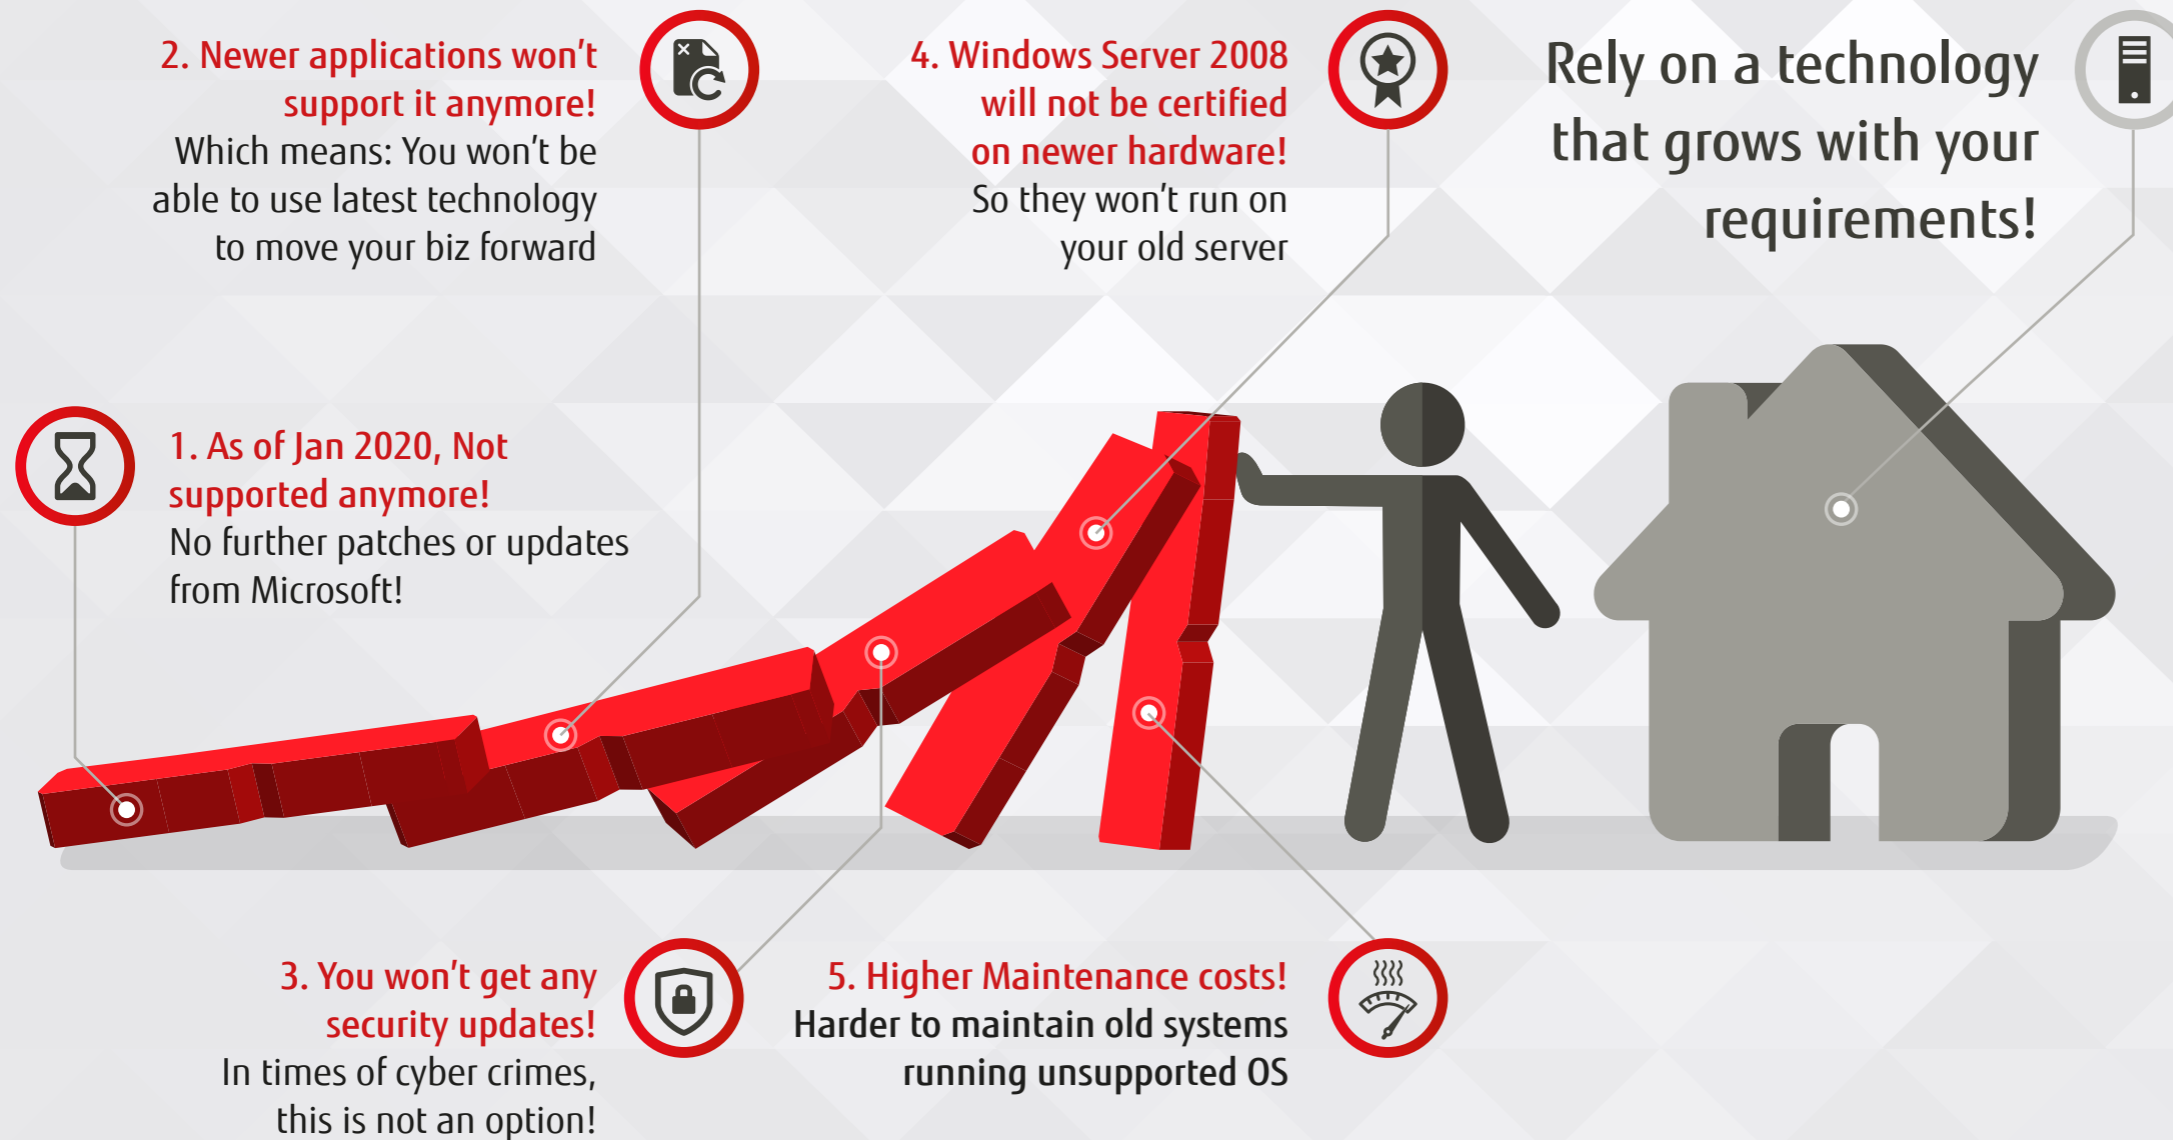 1. As of Jan 2020, Not
supported anymore!
No further patches or updates
from Microsoft!
2. Newer applications won't
support it anymore!
Which means: You won't be
able to use latest technology
to move your biz forward
3. You won't get any
security updates!
In times of cyber crimes,
this is not an option!
4. Windows Server 2008
will not be certified
on newer hardware!
So they won't run on
your old server
5. Higher Maintenance costs!
Harder to maintain old systems
running unsupported OS
Rely on a technology
that grows with your
requirements!